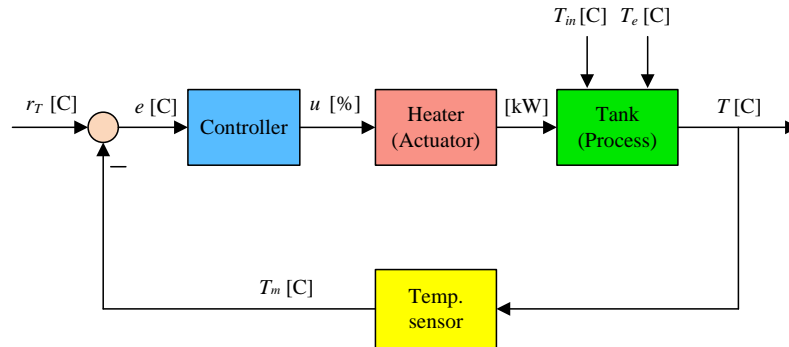 T_in [C]
T_e [C]
r_T [C]
e [C]
Controller
u [%]
Heater
(Actuator)
[kW]
Tank
(Process)
T [C]
–
T_m [C]
Temp.
sensor